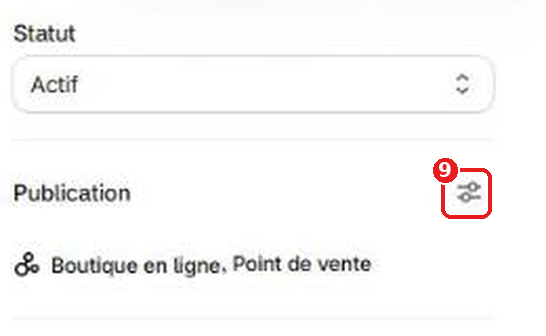 Statut
Actif
9
Publication
Boutique en ligne, Point de vente